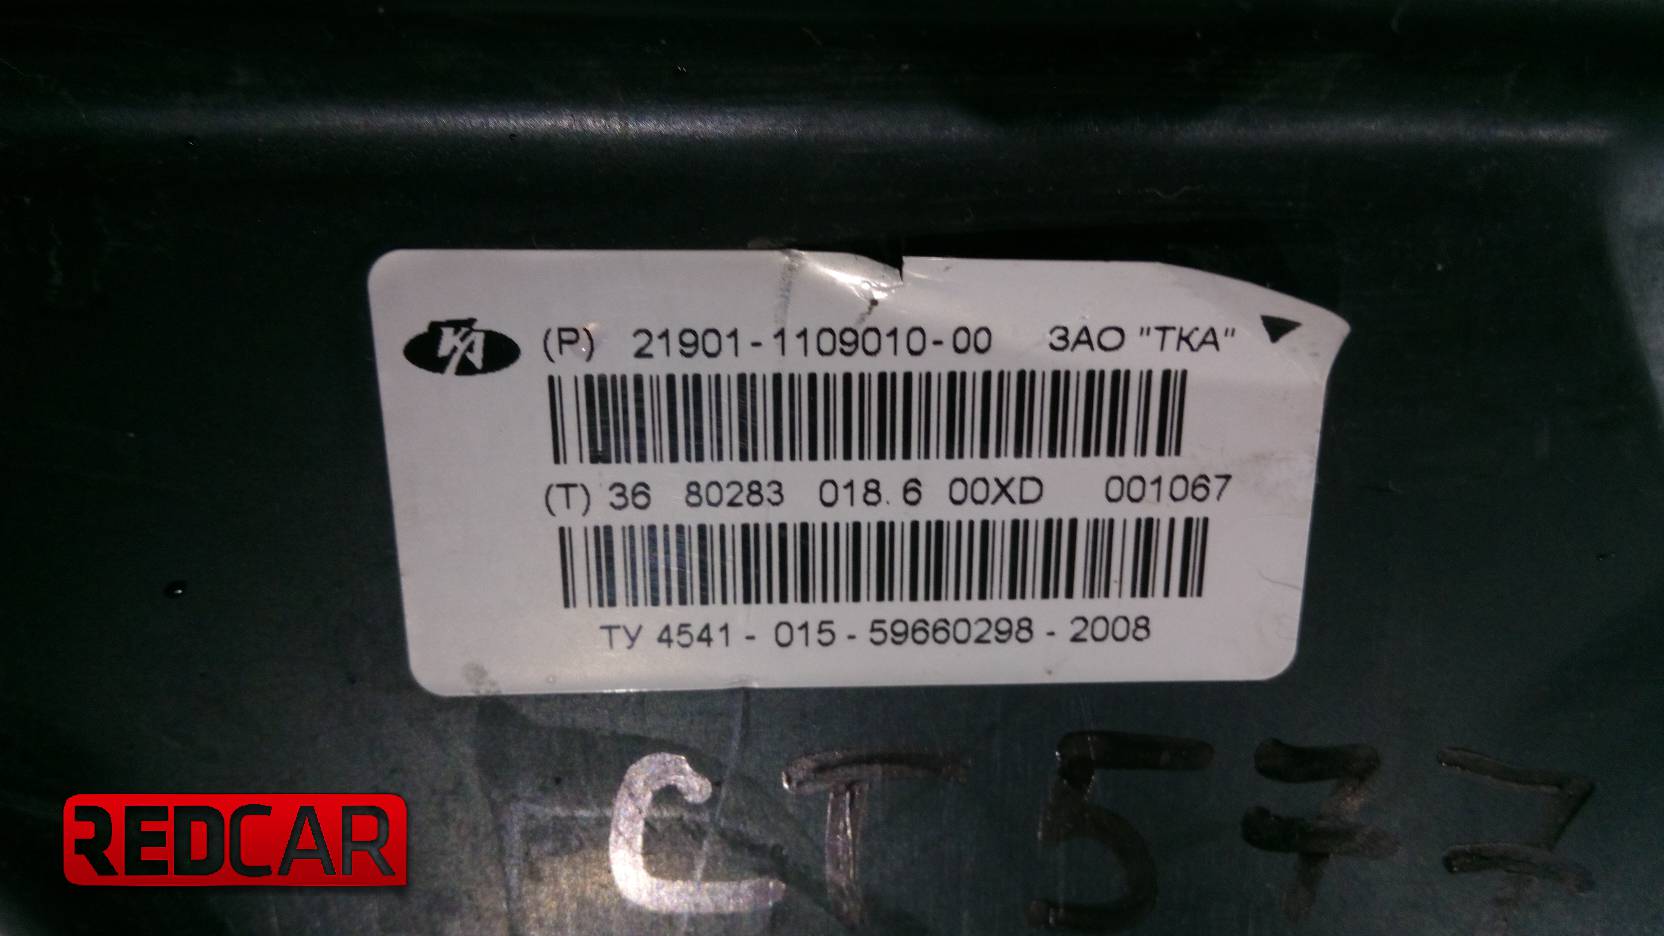 (P) 21901-1109010-00 ЗАО "ТКА"
(T) 36 80283 018.6 00XD 001067
ТУ 4541 - 015 - 59660298 - 2008
CT577
REDCAR